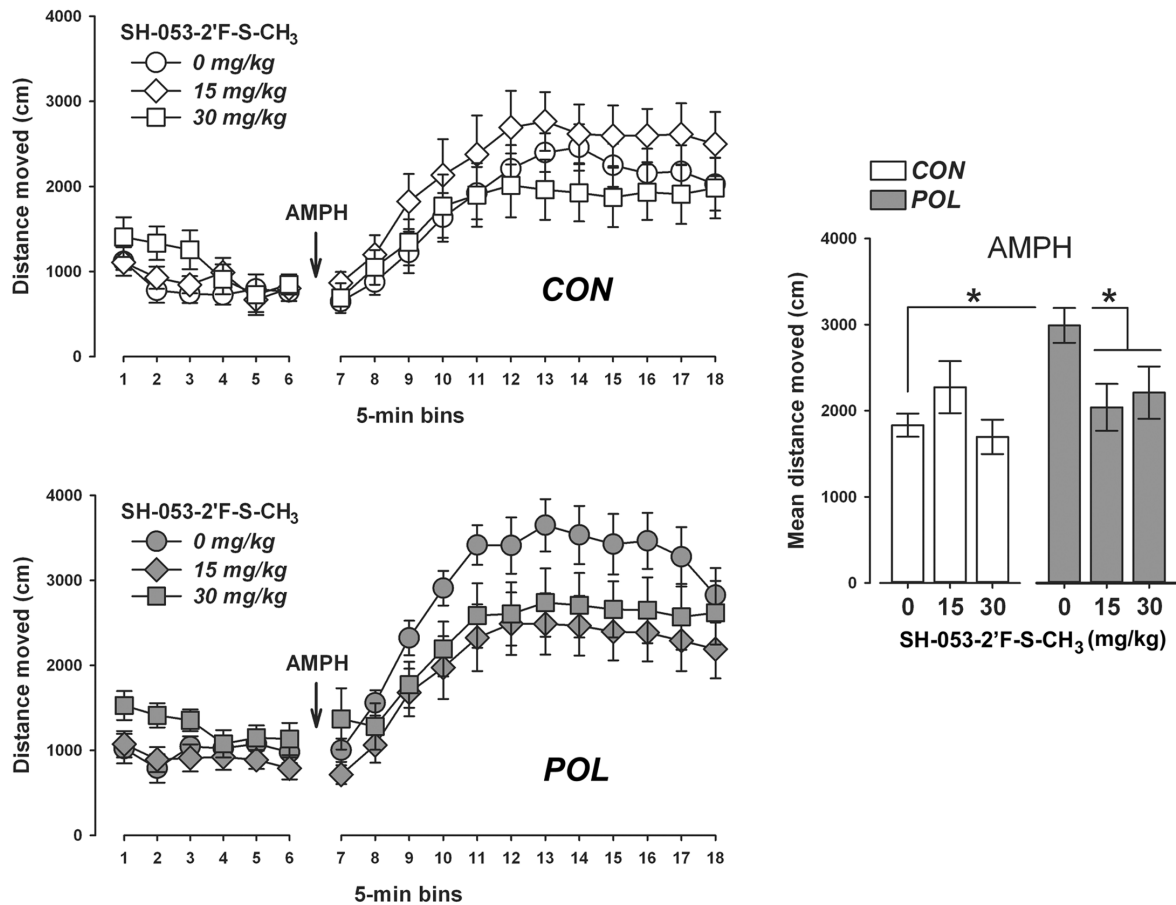 SH-053-2'F-S-CH3
0 mg/kg
15 mg/kg
30 mg/kg
Distance moved (cm)
4000
3000
2000
1000
0
AMPH
CON
1 2 3 4 5 6 7 8 9 10 11 12 13 14 15 16 17 18
5-min bins
SH-053-2'F-S-CH3
0 mg/kg
15 mg/kg
30 mg/kg
Distance moved (cm)
4000
3000
2000
1000
0
AMPH
POL
1 2 3 4 5 6 7 8 9 10 11 12 13 14 15 16 17 18
5-min bins
CON
POL
AMPH
Mean distance moved (cm)
4000
3000
2000
1000
0
* *
0 15 30 0 15 30
SH-053-2'F-S-CH3 (mg/kg)